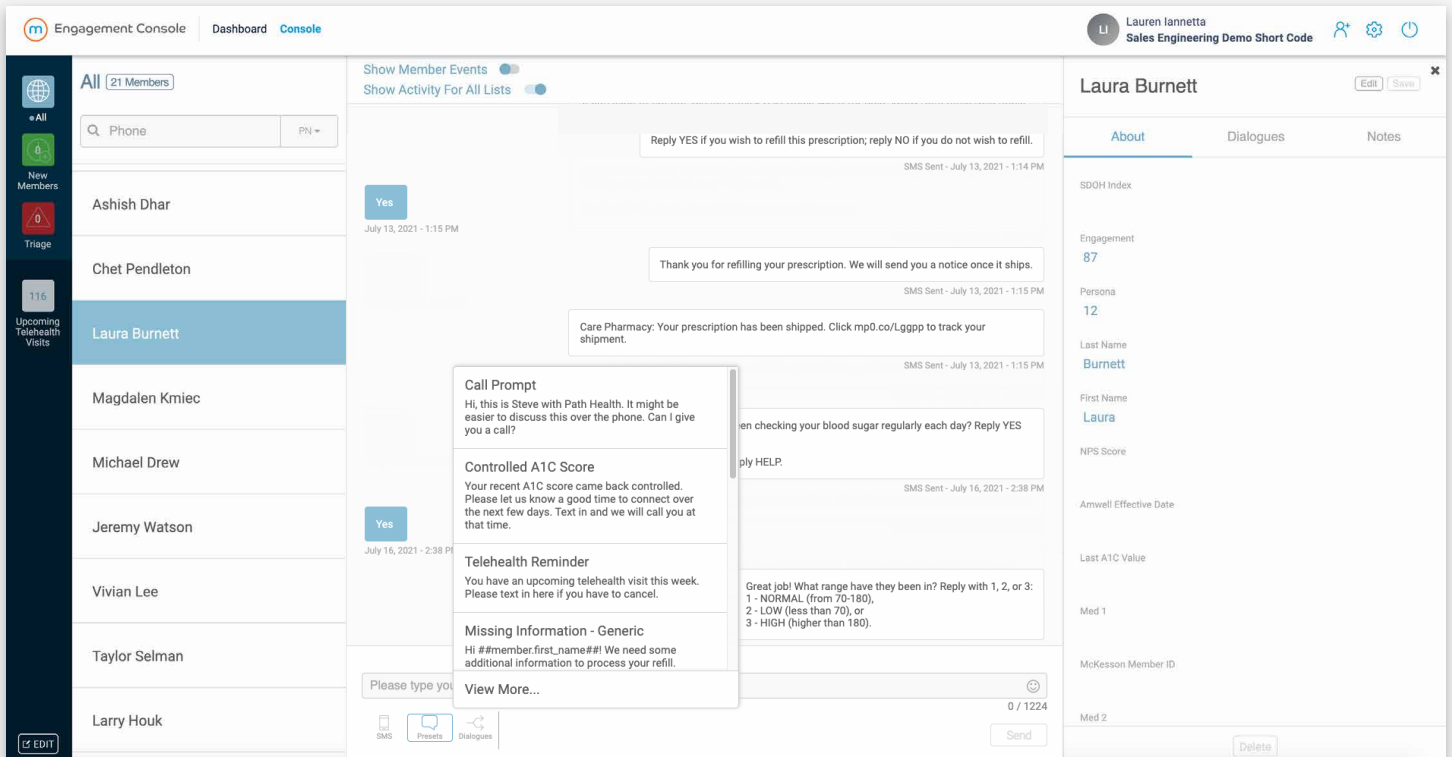 m Engagement Console
Dashboard
Console
LI
Lauren Iannetta
Sales Engineering Demo Short Code
All
0
New
Members
0
Triage
116
Upcoming
Telehealth
Visits
EDIT
All 21 Members
Phone
PN
Ashish Dhar
Chet Pendleton
Laura Burnett
Magdalen Kmiec
Michael Drew
Jeremy Watson
Vivian Lee
Taylor Selman
Larry Houk
Show Member Events
Show Activity For All Lists
Reply YES if you wish to refill this prescription; reply NO if you do not wish to refill.
SMS Sent - July 13, 2021 - 1:14 PM
Yes
July 13, 2021 - 1:15 PM
Thank you for refilling your prescription. We will send you a notice once it ships.
SMS Sent - July 13, 2021 - 1:15 PM
Care Pharmacy: Your prescription has been shipped. Click mp0.co/Lggpp to track your
shipment.
SMS Sent - July 13, 2021 - 1:15 PM
en checking your blood sugar regularly each day? Reply YES
ply HELP.
SMS Sent - July 16, 2021 - 2:38 PM
Yes
July 16, 2021 - 2:38 P
Great job! What range have they been in? Reply with 1, 2, or 3:
1 - NORMAL (from 70-180),
2 - LOW (less than 70), or
3 - HIGH (higher than 180).
Call Prompt
Hi, this is Steve with Path Health. It might be
easier to discuss this over the phone. Can I give
you a call?
Controlled A1C Score
Your recent A1C score came back controlled.
Please let us know a good time to connect over
the next few days. Text in and we will call you at
that time.
Telehealth Reminder
You have an upcoming telehealth visit this week.
Please text in here if you have to cancel.
Missing Information - Generic
Hi ##member.first_name##! We need some
additional information to process your refill.
View More...
Please type you
0 / 1224
SMS
Presets
Dialogues
Send
Laura Burnett
Edit
Save
About
Dialogues
Notes
SDOH Index
Engagement
87
Persona
12
Last Name
Burnett
First Name
Laura
NPS Score
Amwell Effective Date
Last A1C Value
Med 1
McKesson Member ID
Med 2
Delete